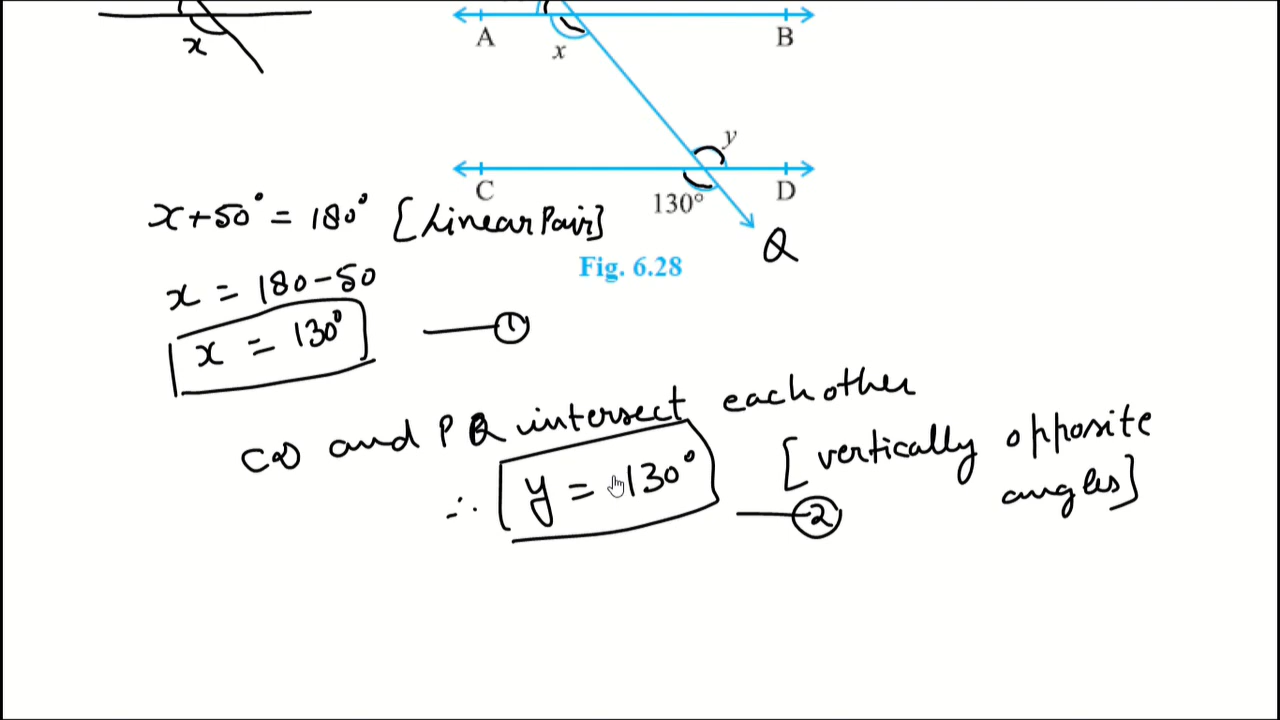 x
A
B
x
y
C
D
130°
Q
Fig. 6.28
x+50° = 180° [Linear Pair]
x = 180-50
x = 130°
1
CD and PQ intersect each other
∴ y = 130° [vertically opposite
angles]
2